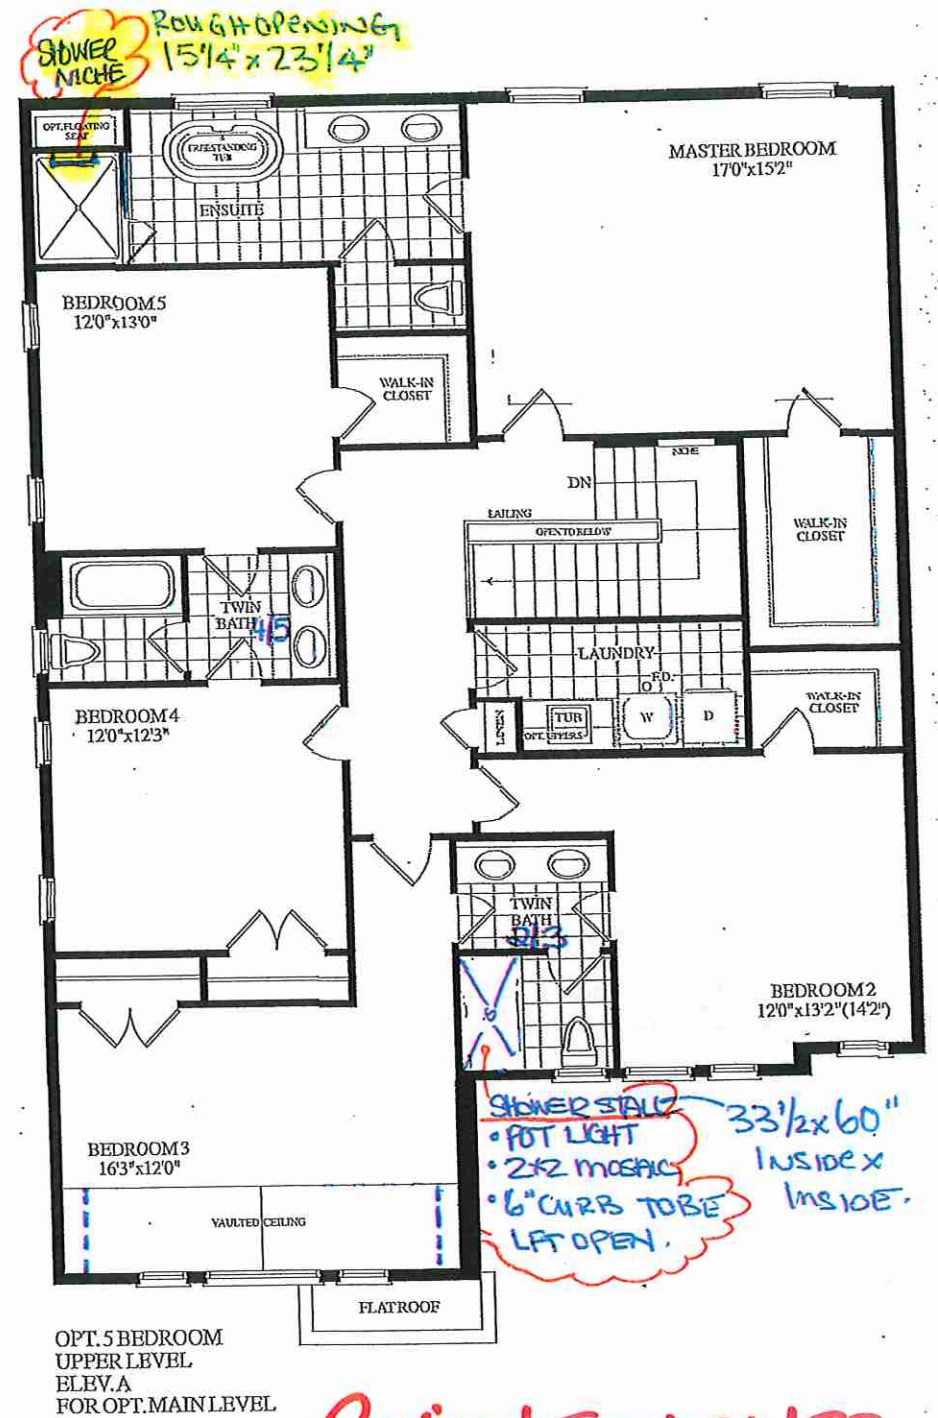 SHOWER NICHE
ROUGH OPENING
15 1/4" x 23 1/4"
OPT. FLOATING
SEAT
FREESTANDING
TUB
ENSUITE
MASTER BEDROOM
17'0"x15'2"
BEDROOM 5
12'0"x13'0"
WALK-IN
CLOSET
NICHE
DN
RAILING
OPEN TO BELOW
WALK-IN
CLOSET
TWIN
BATH 4/5
LAUNDRY
F.D.
WALK-IN
CLOSET
LINEN
TUB
OPT. UPPERS
W
D
BEDROOM 4
12'0"x12'3"
TWIN
BATH
2/3
BEDROOM 2
12'0"x13'2"(14'2")
SHOWER STALL
• POT LIGHT
• 2x2 MOSAIC
• 6" CURB TO BE
LFT OPEN.
33 1/2 x 60"
INSIDE x
INSIDE.
BEDROOM 3
16'3"x12'0"
VAULTED CEILING
FLAT ROOF
OPT. 5 BEDROOM
UPPER LEVEL
ELEV. A
FOR OPT. MAIN LEVEL